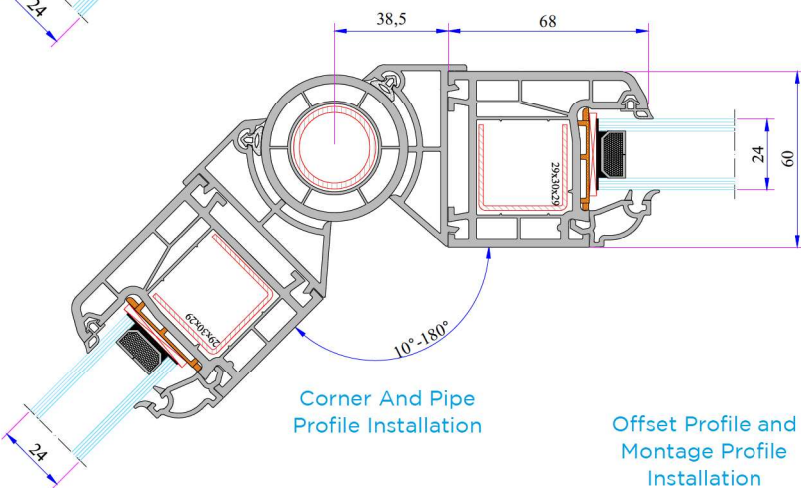 24
38,5
68
29x30x29
24
60
29x30x29
10°-180°
24
Corner And Pipe
Profile Installation
Offset Profile and
Montage Profile
Installation